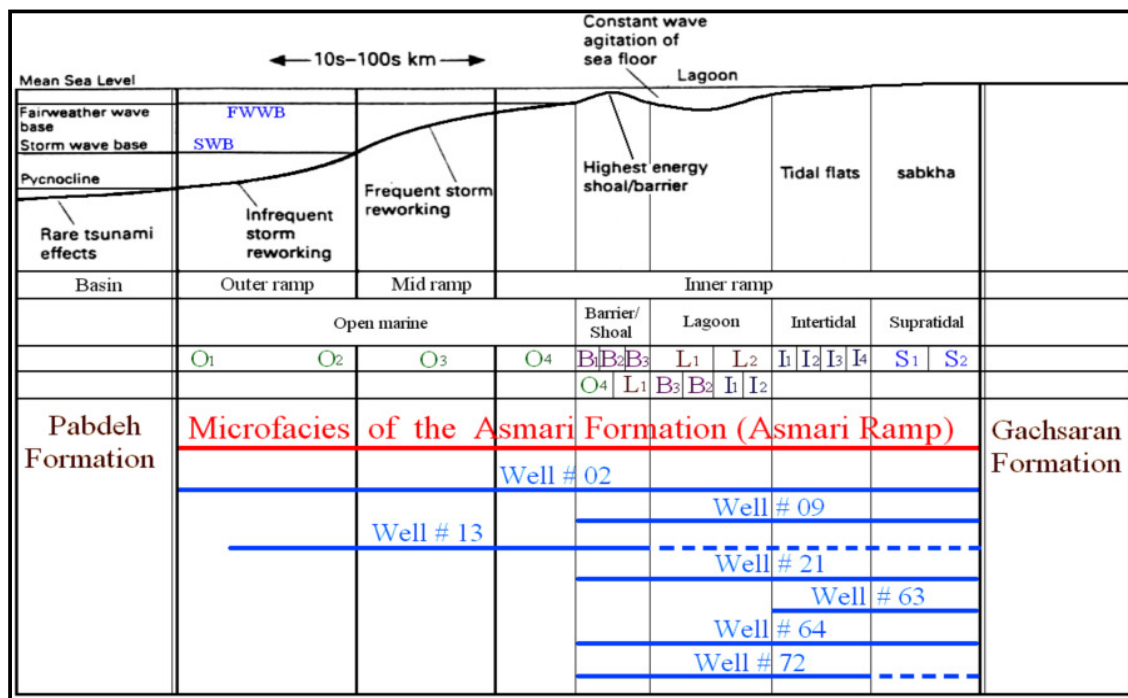 Constant wave
agitation of
sea floor
10s–100s km
Lagoon
Mean Sea Level
Fairweather wave
base
FWWB
Storm wave base
SWB
Pycnocline
Highest energy
shoal/barrier
Tidal flats
sabkha
Frequent storm
reworking
Infrequent
storm
reworking
Rare tsunami
effects
Basin
Outer ramp
Mid ramp
Inner ramp
Open marine
Barrier/
Shoal
Lagoon
Intertidal
Supratidal
O1 O2 O3 O4 B1 B2 B3 L1 L2 I1 I2 I3 I4 S1 S2
O4 L1 B3 B2 I1 I2
Pabdeh
Formation
Microfacies of the Asmari Formation (Asmari Ramp)
Gachsaran
Formation
Well # 02
Well # 09
Well # 13
Well # 21
Well # 63
Well # 64
Well # 72